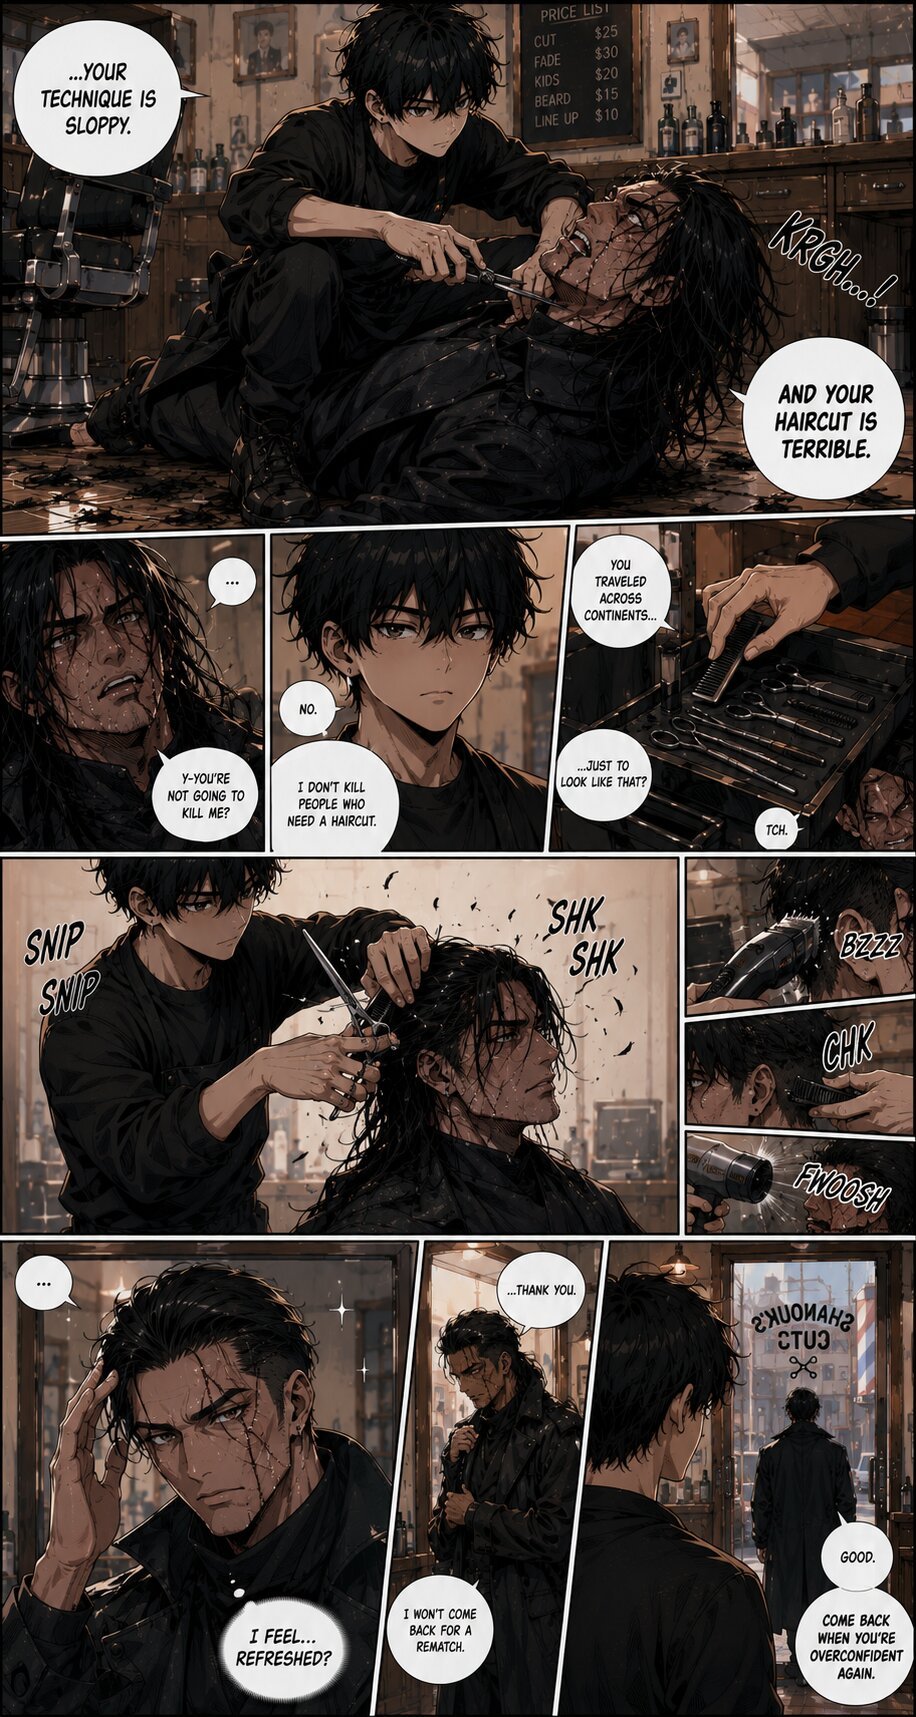 ...YOUR
TECHNIQUE IS
SLOPPY.
PRICE LIST
CUT $25
FADE $30
KIDS $20
BEARD $15
LINE UP $10
KRGH...!
AND YOUR
HAIRCUT IS
TERRIBLE.
...
Y-YOU'RE
NOT GOING TO
KILL ME?
NO.
I DON'T KILL
PEOPLE WHO
NEED A HAIRCUT.
YOU
TRAVELED
ACROSS
CONTINENTS...
...JUST TO
LOOK LIKE THAT?
TCH.
SNIP
SNIP
SHK
SHK
BZZZ
CHK
FWOOSH
...
I FEEL...
REFRESHED?
...THANK YOU.
I WON'T COME
BACK FOR A
REMATCH.
SHANOUKS
CUTS
GOOD.
COME BACK
WHEN YOU'RE
OVERCONFIDENT
AGAIN.